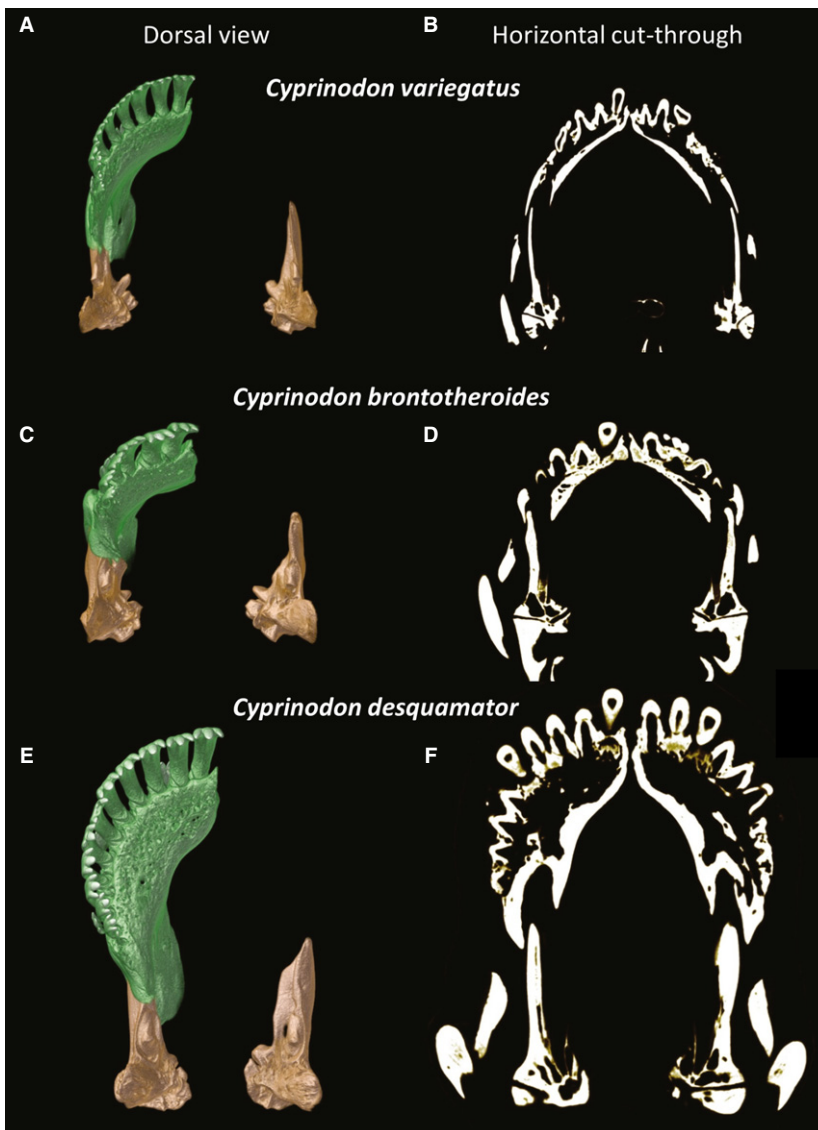 A Dorsal view B Horizontal cut-through
Cyprinodon variegatus
Cyprinodon brontotheroides
C D
Cyprinodon desquamator
E F